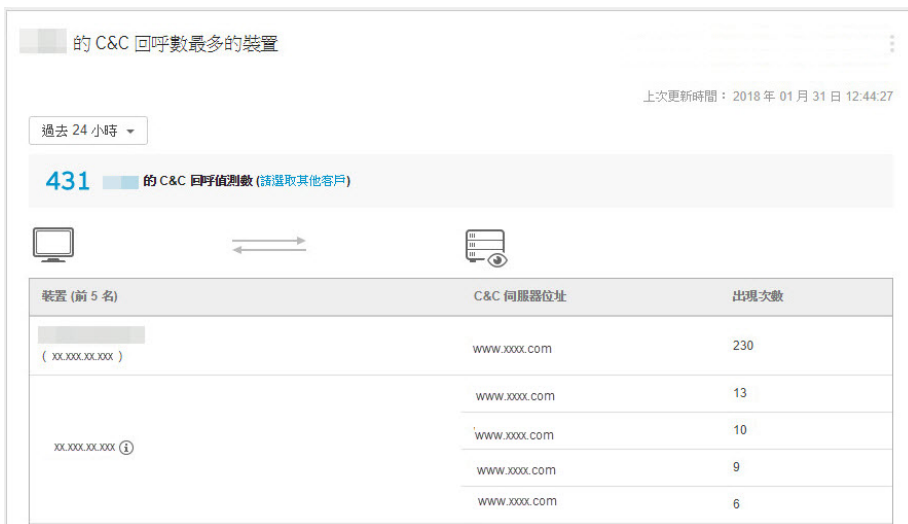 的 C&C 回呼數最多的裝置
上次更新時間： 2018 年 01 月 31 日 12:44:27
過去 24 小時
431 的 C&C 回呼偵測數 (請選取其他客戶)
裝置 (前 5 名) C&C 伺服器位址 出現次數
( xx.xxx.xx.xxx ) www.xxxx.com 230
www.xxxx.com 13
www.xxxx.com 10
xx.xxx.xx.xxx
www.xxxx.com 9
www.xxxx.com 6